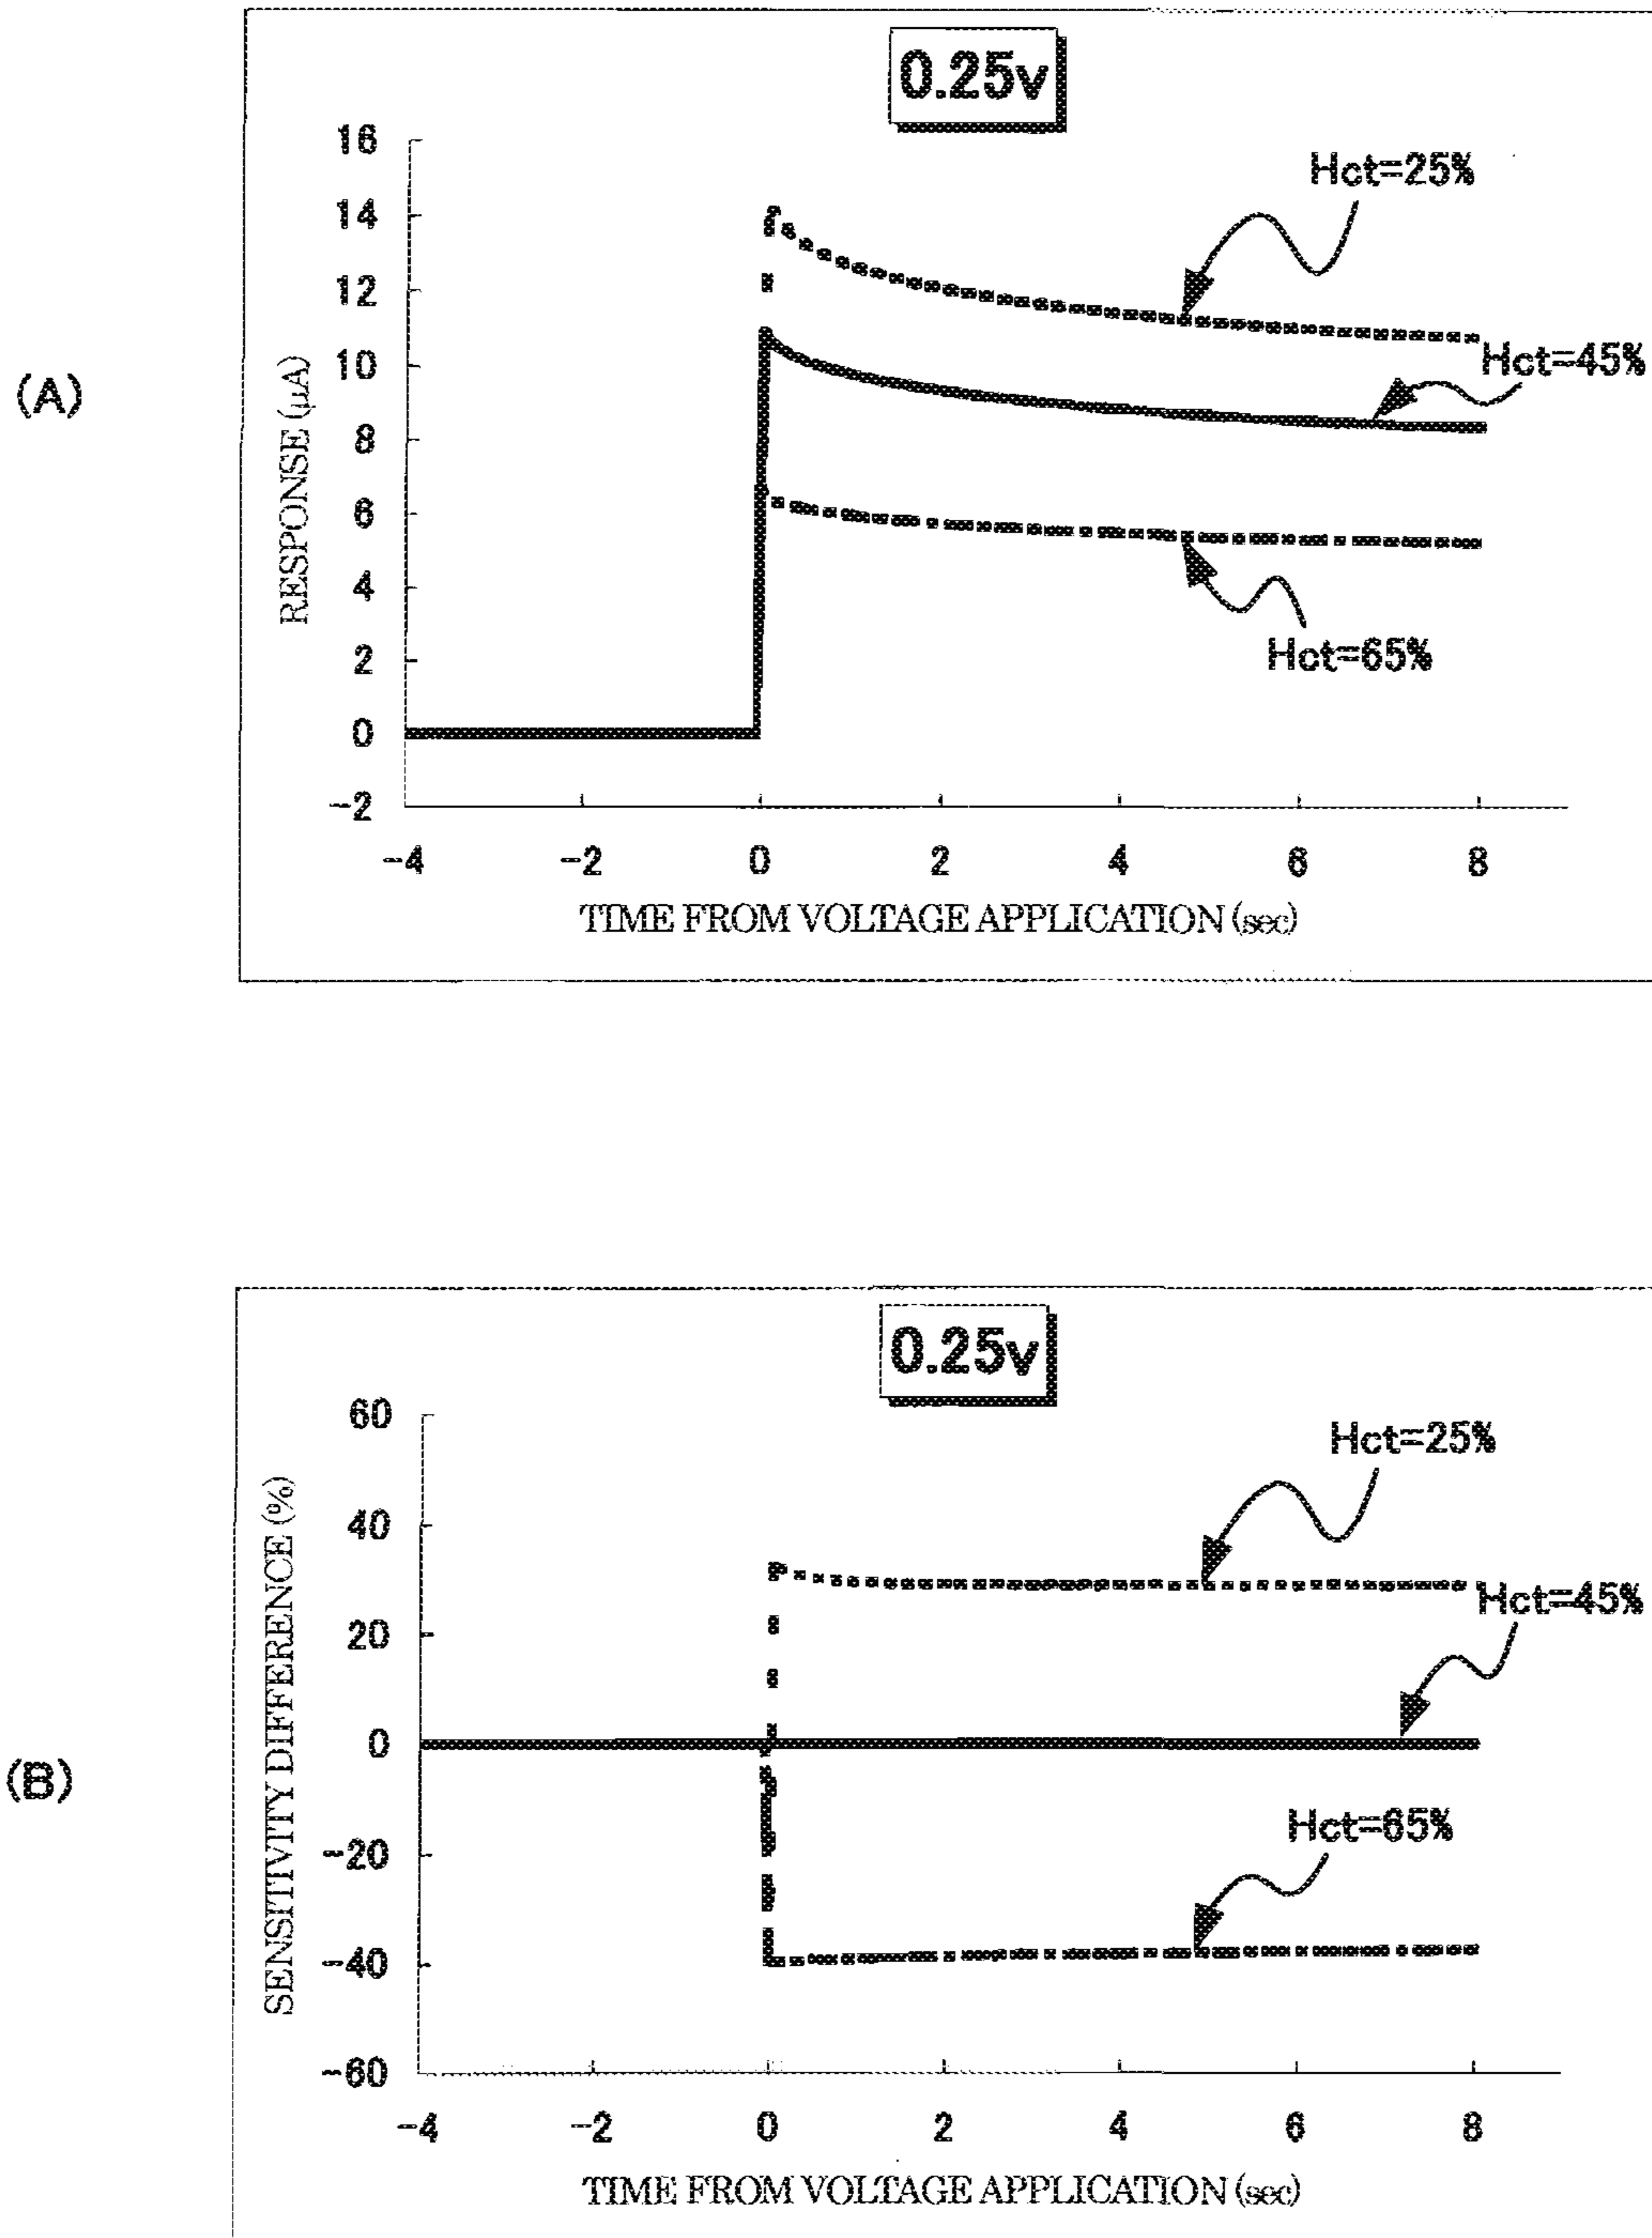 (A)
0.25v
RESPONSE (μA)
16
14
12
10
8
6
4
2
0
-2
Hct=25%
Hct=45%
Hct=65%
-4 -2 0 2 4 6 8
TIME FROM VOLTAGE APPLICATION (sec)
(B)
0.25v
SENSITIVITY DIFFERENCE (%)
60
40
20
0
-20
-40
-60
Hct=25%
Hct=45%
Hct=65%
-4 -2 0 2 4 6 8
TIME FROM VOLTAGE APPLICATION (sec)